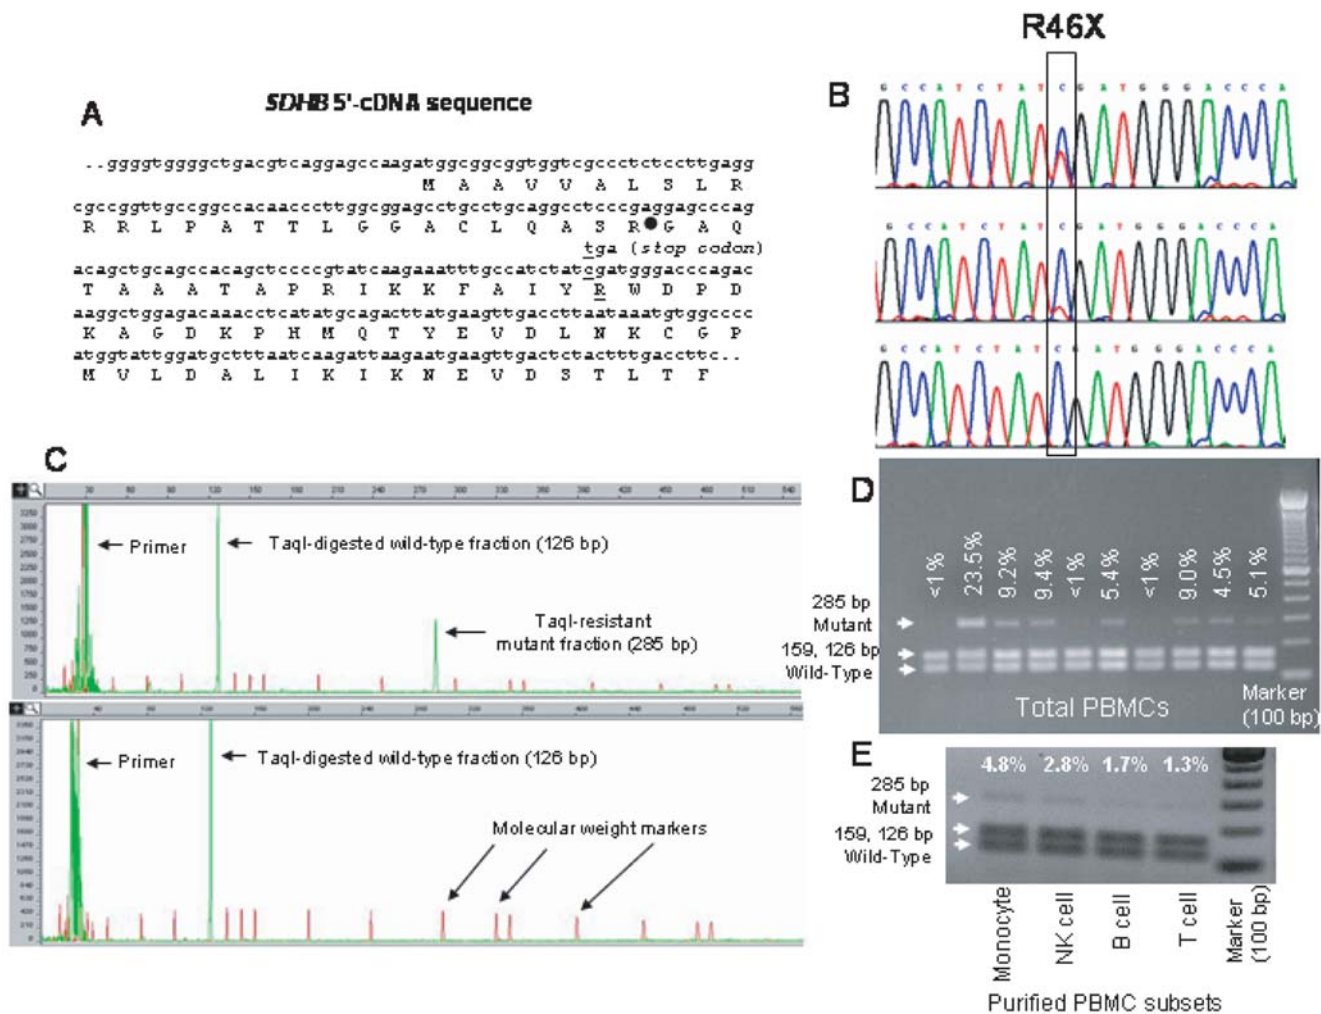 A
SDHB 5'-cDNA sequence
..ggggtggggctgacgtcaggagccaagatggcggcggtggtcgccctctccttgagg
M A A V V A L S L R
cgccggttgccggccacaacccttggcggagcctgcctgcaggcctcccgaggagcccag
R R L P A T T L G G A C L Q A S R●G A Q
tga (stop codon)
acagctgcagccacagctccccgtatcaagaaatttgccatctatcgatgggacccagac
T A A A T A P R I K K F A I Y R W D P D
aaggctggagacaaacctcatatgcagacttatgaagttgaccttaataaatgtggcccc
K A G D K P H M Q T Y E V D L N K C G P
atggtattggatgctttaatcaagattaagaatgaagttgactctactttgaccttc..
M V L D A L I K I K N E V D S T L T F
R46X
B
G C C A T C T A T C G A T G G G A C C C A
G C C A T C T A T C G A T G G G A C C C A
G C C A T C T A T C G A T G G G A C C C A
C
Primer
TaqI-digested wild-type fraction (126 bp)
TaqI-resistant
mutant fraction (285 bp)
Primer
TaqI-digested wild-type fraction (126 bp)
Molecular weight markers
D
<1% 23.5% 9.2% 9.4% <1% 5.4% <1% 9.0% 4.5% 5.1%
285 bp
Mutant
159, 126 bp
Wild-Type
Total PBMCs
Marker
(100 bp)
E
4.8% 2.8% 1.7% 1.3%
285 bp
Mutant
159, 126 bp
Wild-Type
Monocyte
NK cell
B cell
T cell
Marker
(100 bp)
Purified PBMC subsets